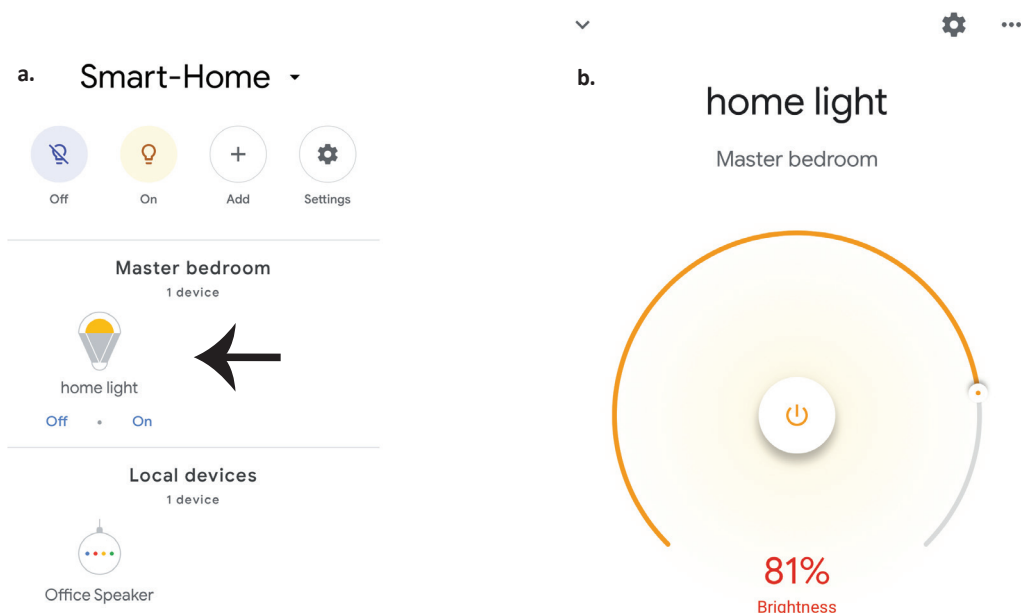 a.
Smart-Home
Off
On
Add
Settings
Master bedroom
1 device
home light
Off • On
Local devices
1 device
Office Speaker
b.
home light
Master bedroom
81%
Brightness